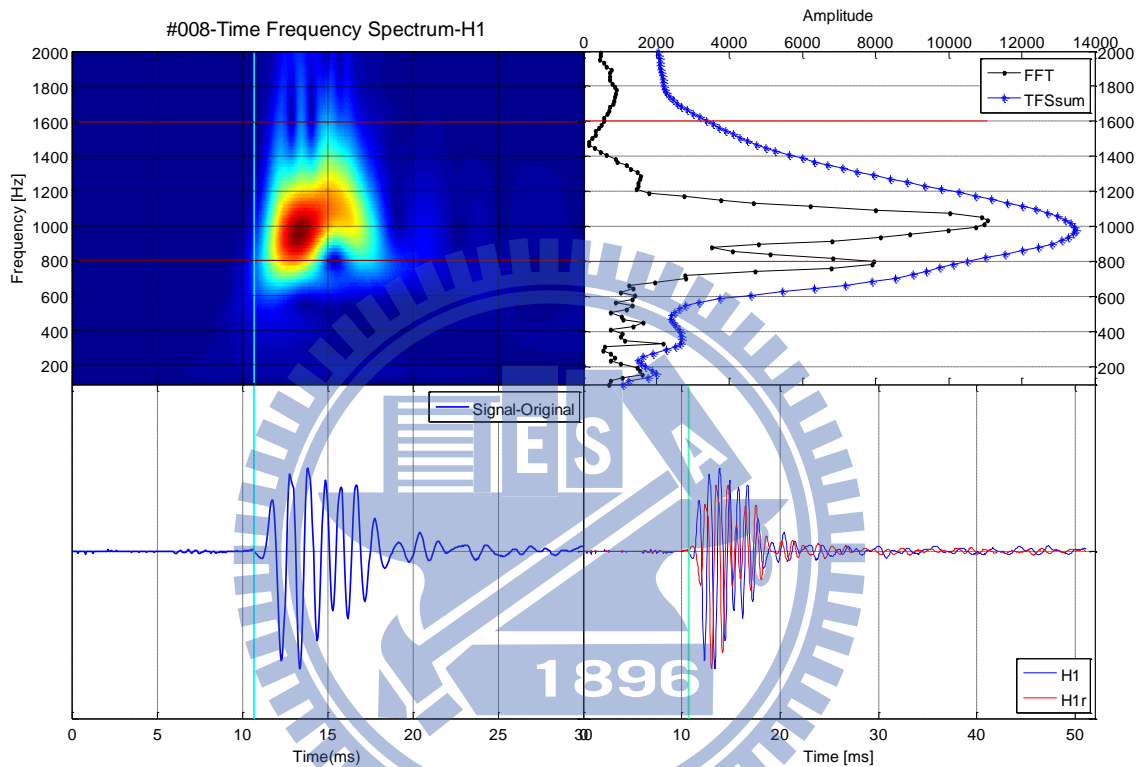 #008-Time Frequency Spectrum-H1
Amplitude
0 2000 4000 6000 8000 10000 12000 14000
Frequency [Hz]
2000
1800
1600
1400
1200
1000
800
600
400
200
FFT
TFSsum
2000
1800
1600
1400
1200
1000
800
600
400
200
Signal-Original
ESA
1896
H1
H1r
0 5 10 15 20 25 30
Time(ms)
0 10 20 30 40 50
Time [ms]